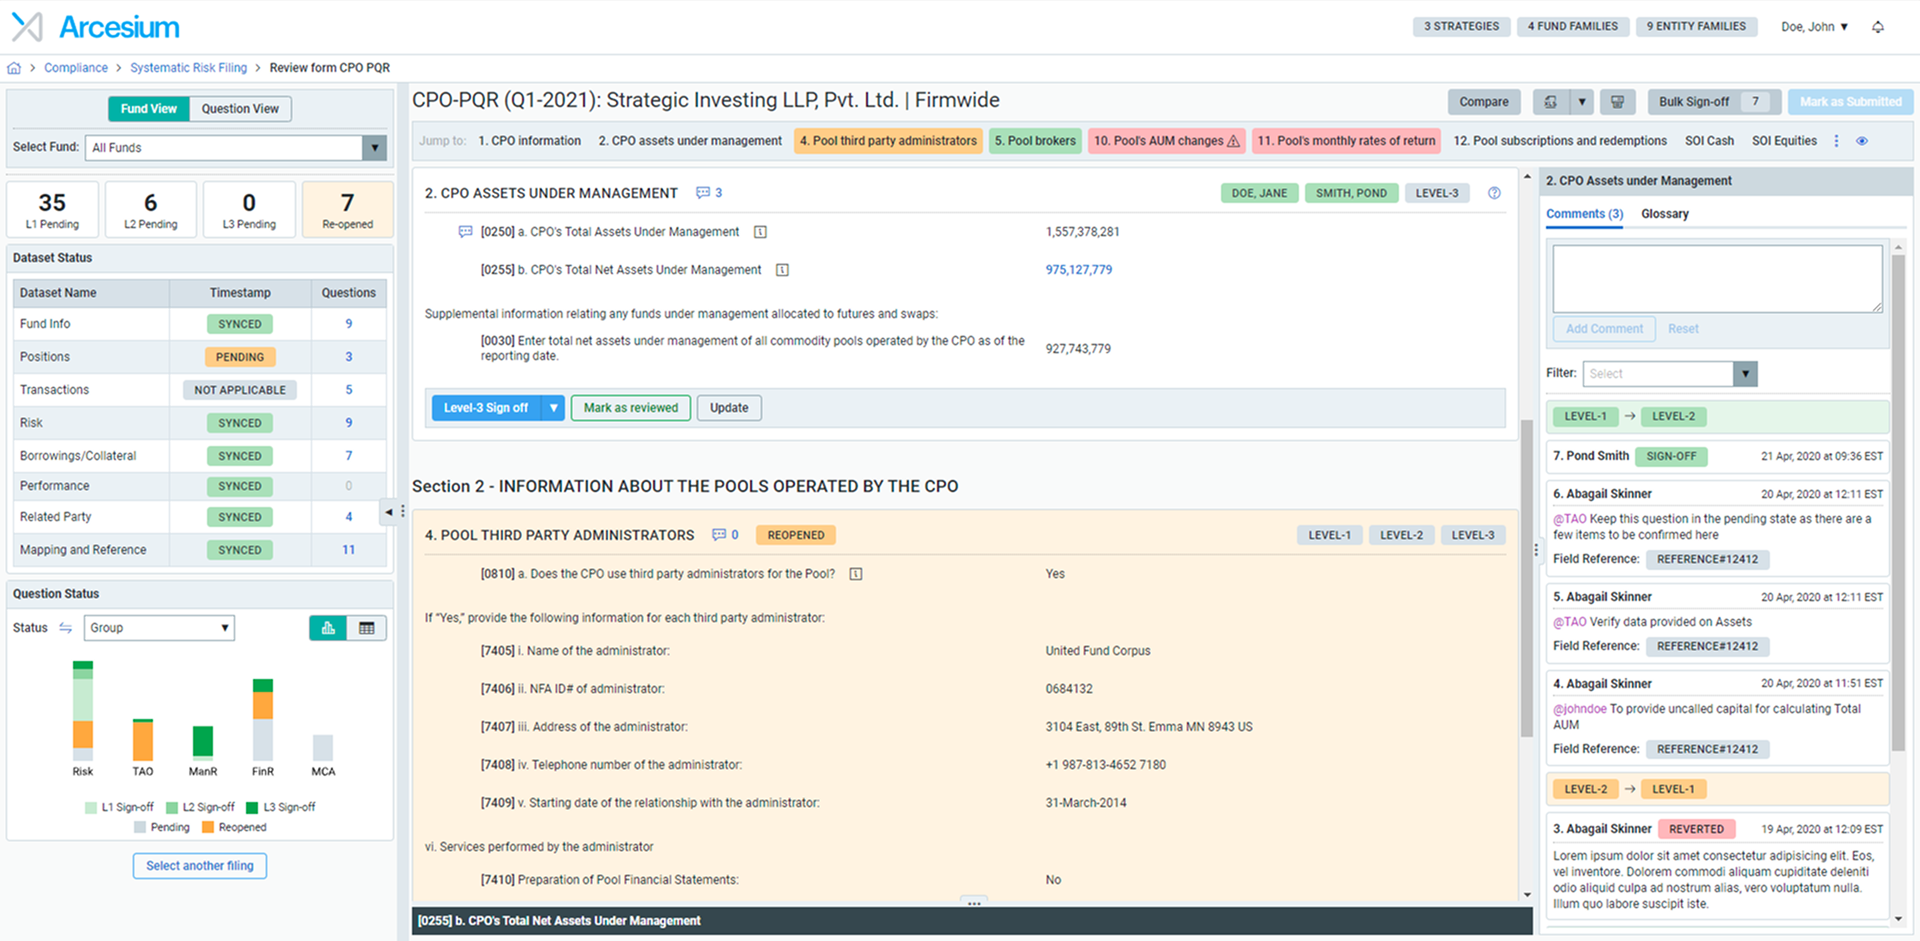 Arcesium
3 STRATEGIES
4 FUND FAMILIES
9 ENTITY FAMILIES
Doe, John
Compliance > Systematic Risk Filing > Review form CPO PQR
Fund View
Question View
Select Fund:
All Funds
35
L1 Pending
6
L2 Pending
0
L3 Pending
7
Re-opened
Dataset Status
Dataset Name Timestamp Questions
Fund Info SYNCED 9
Positions PENDING 3
Transactions NOT APPLICABLE 5
Risk SYNCED 9
Borrowings/Collateral SYNCED 7
Performance SYNCED 0
Related Party SYNCED 4
Mapping and Reference SYNCED 11
Question Status
Status
Group
Risk TAO ManR FinR MCA
L1 Sign-off L2 Sign-off L3 Sign-off
Pending Reopened
Select another filing
CPO-PQR (Q1-2021): Strategic Investing LLP, Pvt. Ltd. | Firmwide
Compare
Bulk Sign-off 7
Mark as Submitted
Jump to: 1. CPO information 2. CPO assets under management 4. Pool third party administrators 5. Pool brokers 10. Pool's AUM changes 11. Pool's monthly rates of return 12. Pool subscriptions and redemptions SOI Cash SOI Equities
2. CPO ASSETS UNDER MANAGEMENT 3
DOE, JANE SMITH, POND LEVEL-3
[0250] a. CPO's Total Assets Under Management 1,557,378,281
[0255] b. CPO's Total Net Assets Under Management 975,127,779
Supplemental information relating any funds under management allocated to futures and swaps:
[0030] Enter total net assets under management of all commodity pools operated by the CPO as of the
reporting date.
927,743,779
Level-3 Sign off
Mark as reviewed
Update
Section 2 - INFORMATION ABOUT THE POOLS OPERATED BY THE CPO
4. POOL THIRD PARTY ADMINISTRATORS 0 REOPENED
LEVEL-1 LEVEL-2 LEVEL-3
[0810] a. Does the CPO use third party administrators for the Pool? Yes
If "Yes," provide the following information for each third party administrator:
[7405] i. Name of the administrator: United Fund Corpus
[7406] ii. NFA ID# of administrator: 0684132
[7407] iii. Address of the administrator: 3104 East, 89th St. Emma MN 8943 US
[7408] iv. Telephone number of the administrator: +1 987-813-4652 7180
[7409] v. Starting date of the relationship with the administrator: 31-March-2014
vi. Services performed by the administrator
[7410] Preparation of Pool Financial Statements: No
[0255] b. CPO's Total Net Assets Under Management
2. CPO Assets under Management
Comments (3)
Glossary
Add Comment
Reset
Filter:
Select
LEVEL-1 → LEVEL-2
7. Pond Smith SIGN-OFF 21 Apr, 2020 at 09:36 EST
6. Abagail Skinner 20 Apr, 2020 at 12:11 EST
@TAO Keep this question in the pending state as there are a
few items to be confirmed here
Field Reference: REFERENCE#12412
5. Abagail Skinner 20 Apr, 2020 at 12:11 EST
@TAO Verify data provided on Assets
Field Reference: REFERENCE#12412
4. Abagail Skinner 20 Apr, 2020 at 11:51 EST
@johndoe To provide uncalled capital for calculating Total
AUM
Field Reference: REFERENCE#12412
LEVEL-2 → LEVEL-1
3. Abagail Skinner REVERTED 19 Apr, 2020 at 12:09 EST
Lorem ipsum dolor sit amet consectetur adipisicing elit. Eos,
vel inventore. Dolorem commodi aliquam cupiditate deleniti
odio aliquid culpa ad nostrum alias, vero voluptatum nulla.
Illum quo labore suscipit iste.